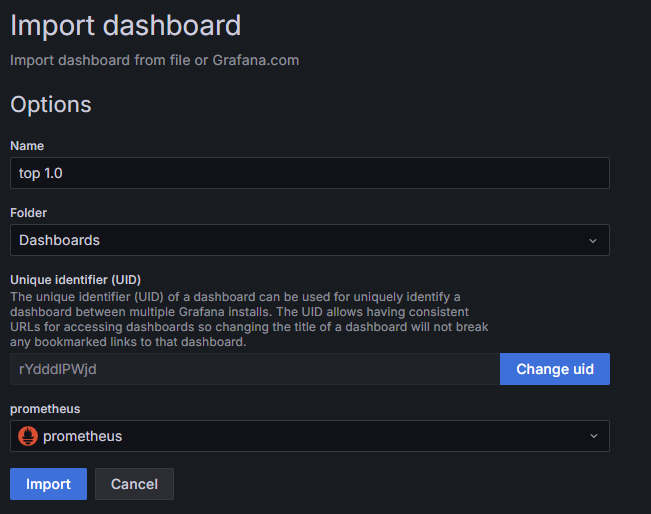 Import dashboard
Import dashboard from file or Grafana.com
Options
Name
top 1.0
Folder
Dashboards
Unique identifier (UID)
The unique identifier (UID) of a dashboard can be used for uniquely identify a
dashboard between multiple Grafana installs. The UID allows having consistent
URLs for accessing dashboards so changing the title of a dashboard will not break
any bookmarked links to that dashboard.
rYdddlPWjd
Change uid
prometheus
prometheus
Import
Cancel